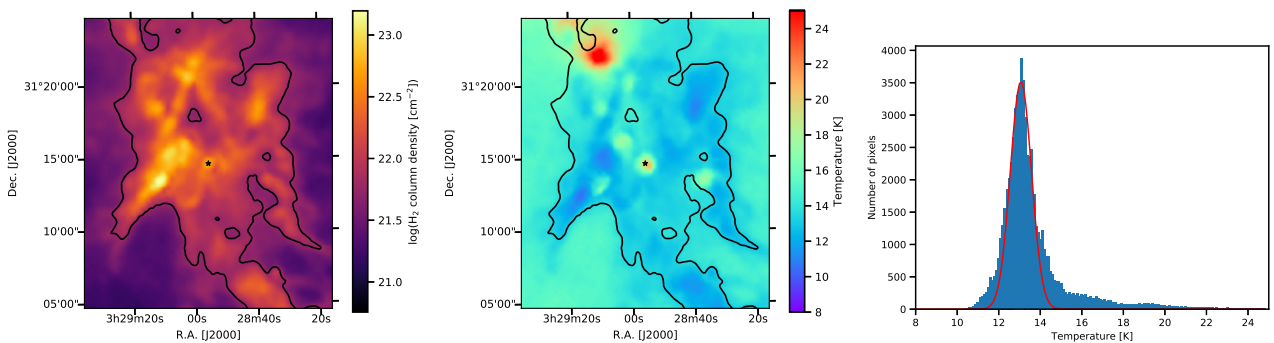 31°20'00"
15'00"
10'00"
05'00"
Dec. [J2000]
3h29m20s 00s 28m40s 20s
R.A. [J2000]
23.0
22.5
22.0
21.5
21.0
log(H₂ column density [cm⁻²])
31°20'00"
15'00"
10'00"
05'00"
Dec. [J2000]
3h29m20s 00s 28m40s 20s
R.A. [J2000]
24
22
20
18
16
14
12
10
8
Temperature [K]
4000
3500
3000
2500
2000
1500
1000
500
0
Number of pixels
8 10 12 14 16 18 20 22 24
Temperature [K]